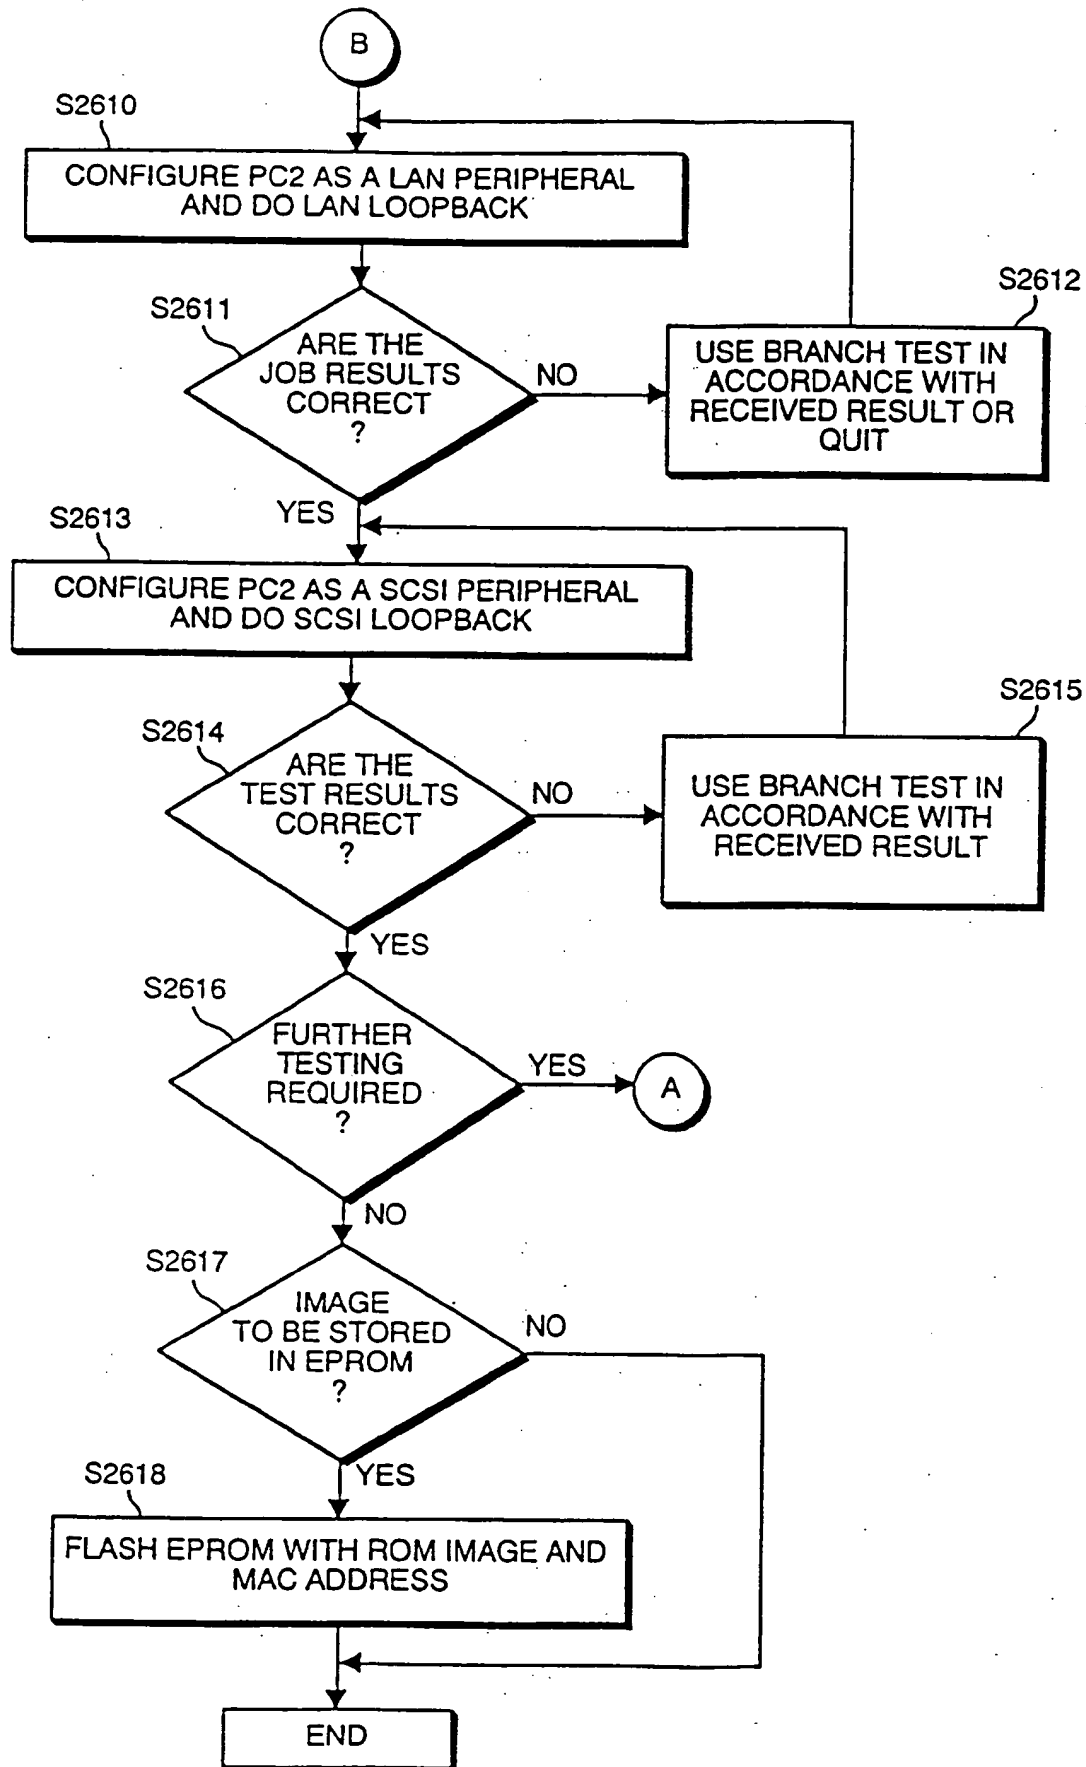 B
S2610
CONFIGURE PC2 AS A LAN PERIPHERAL
AND DO LAN LOOPBACK
S2611
ARE THE
JOB RESULTS
CORRECT
?
NO
S2612
USE BRANCH TEST IN
ACCORDANCE WITH
RECEIVED RESULT OR
QUIT
YES
S2613
CONFIGURE PC2 AS A SCSI PERIPHERAL
AND DO SCSI LOOPBACK
S2614
ARE THE
TEST RESULTS
CORRECT
?
NO
S2615
USE BRANCH TEST IN
ACCORDANCE WITH
RECEIVED RESULT
YES
S2616
FURTHER
TESTING
REQUIRED
?
YES
A
NO
S2617
IMAGE
TO BE STORED
IN EPROM
?
NO
YES
S2618
FLASH EPROM WITH ROM IMAGE AND
MAC ADDRESS
END